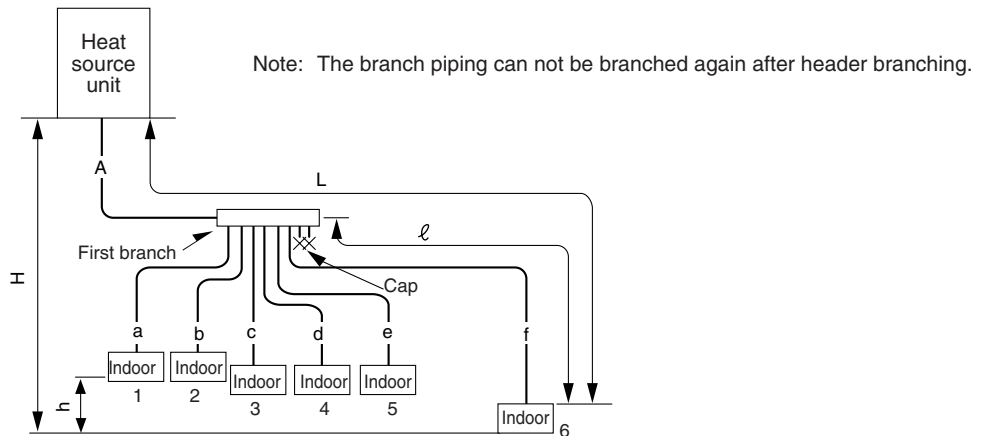 Heat
source
unit
Note: The branch piping can not be branched again after header branching.
A
L
ℓ
First branch
Cap
H
a
b
c
d
e
f
Indoor
Indoor
Indoor
Indoor
Indoor
Indoor
1
2
3
4
5
6
h